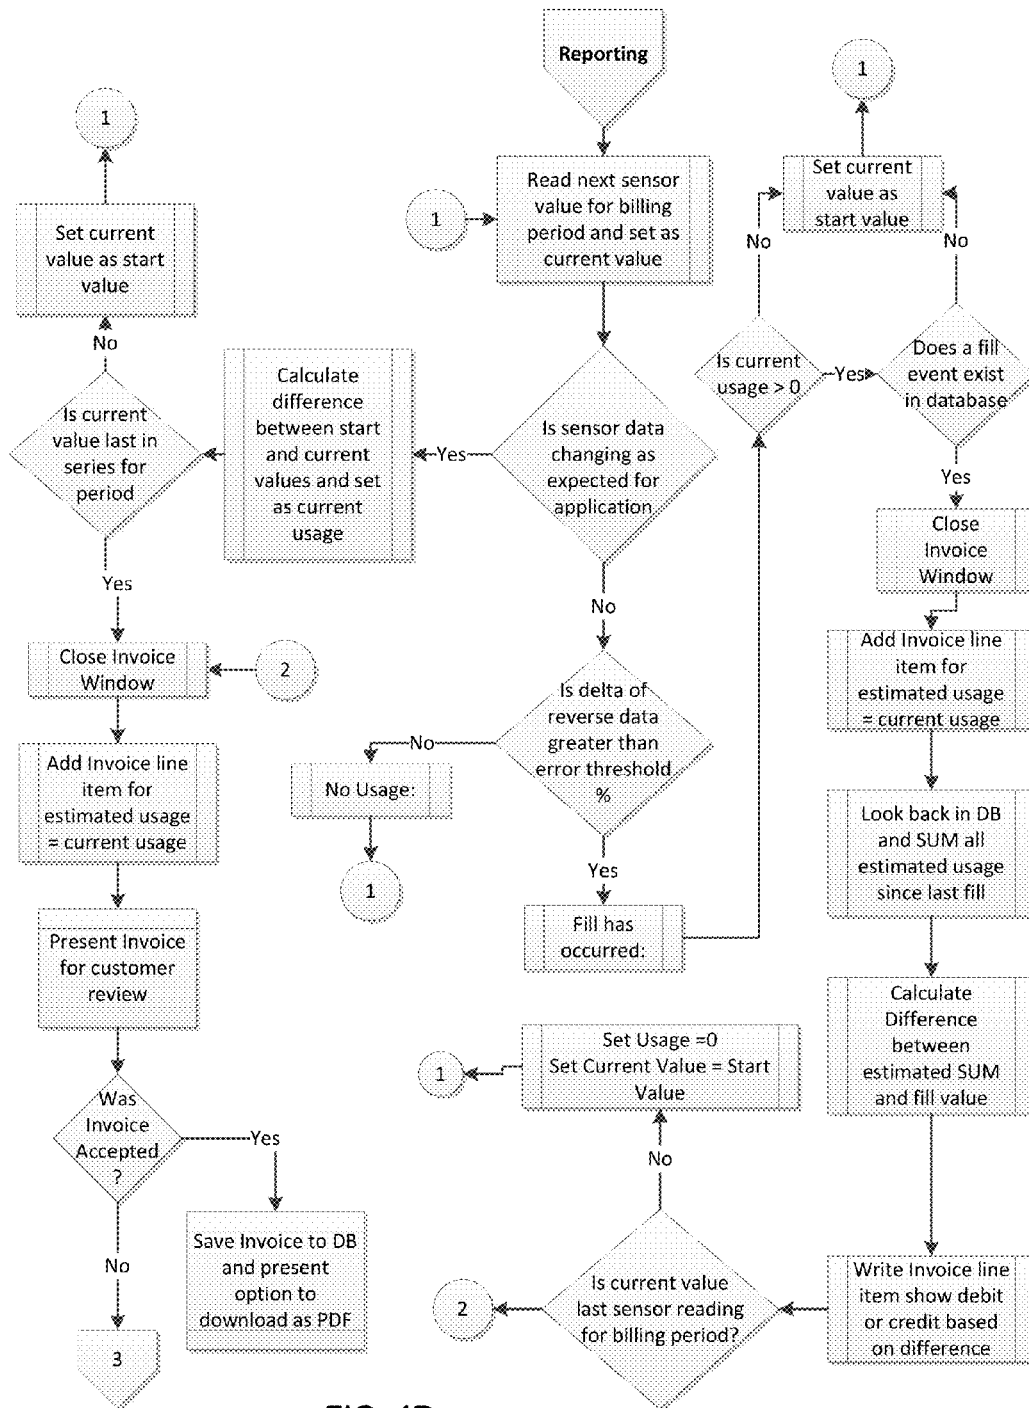 Reporting
1
Read next sensor
value for billing
period and set as
current value
1
Set current
value as start
value
No
Is current
value last in
series for
period
Yes
Close Invoice
Window
2
Add Invoice line
item for
estimated usage
= current usage
Present Invoice
for customer
review
Was
Invoice
Accepted
?
Yes
Save Invoice to DB
and present
option to
download as PDF
No
3
Calculate
difference
between start
and current
values and set
as current
usage
Yes
Is sensor data
changing as
expected for
application
No
Is delta of
reverse data
greater than
error threshold
%
No
No Usage:
1
Yes
Fill has
occurred:
1
Set current
value as
start value
No
No
Is current
usage > 0
Yes
Does a fill
event exist
in database
Yes
Close
Invoice
Window
Add Invoice line
item for
estimated usage
= current usage
Look back in DB
and SUM all
estimated usage
since last fill
Calculate
Difference
between
estimated SUM
and fill value
Write Invoice line
item show debit
or credit based
on difference
Is current value
last sensor reading
for billing period?
2
No
Set Usage =0
Set Current Value = Start
Value
1